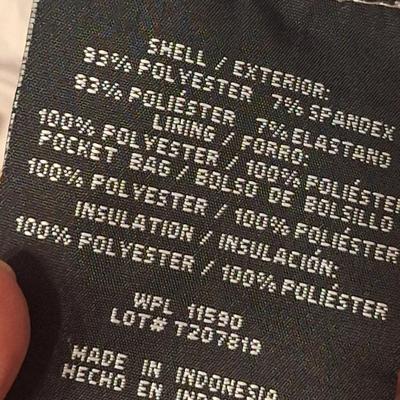 SHELL / EXTERIOR:
93% POLYESTER 7% SPANDEX
93% POLIÉSTER 7% ELASTANO
LINING / FORRO:
100% POLYESTER / 100% POLIÉSTER
POCKET BAG / BOLSO DE BOLSILLO
100% POLYESTER / 100% POLIÉSTER
INSULATION / INSULACIÓN:
100% POLYESTER / 100% POLIÉSTER
WPL 11590
LOT# T207819
MADE IN INDONESIA
HECHO EN